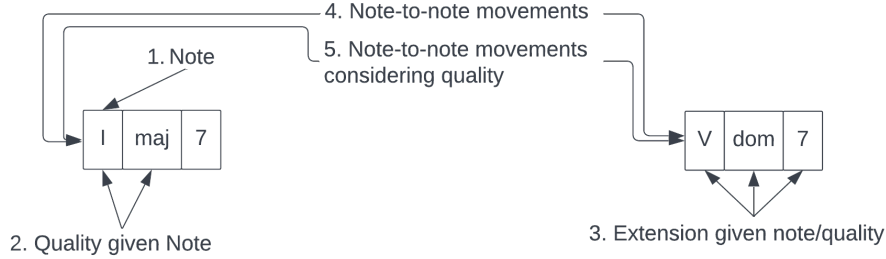 4. Note-to-note movements
5. Note-to-note movements
considering quality
1. Note
I maj 7
V dom 7
2. Quality given Note
3. Extension given note/quality